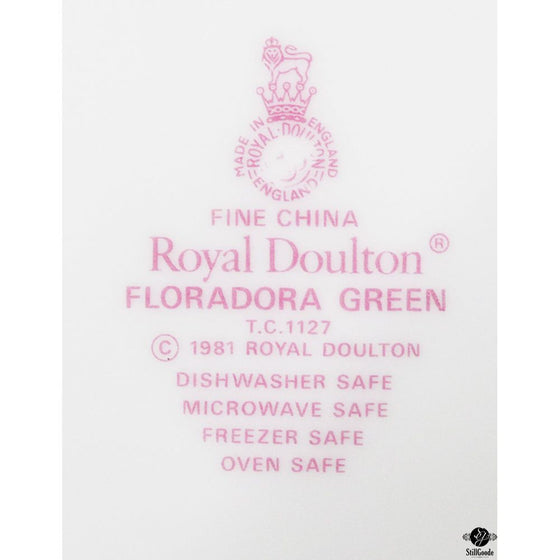 MADE IN ENGLAND
ROYAL·DOULTON
ENGLAND
FINE CHINA
Royal Doulton®
FLORADORA GREEN
T.C.1127
© 1981 ROYAL DOULTON
DISHWASHER SAFE
MICROWAVE SAFE
FREEZER SAFE
OVEN SAFE
StillGoode